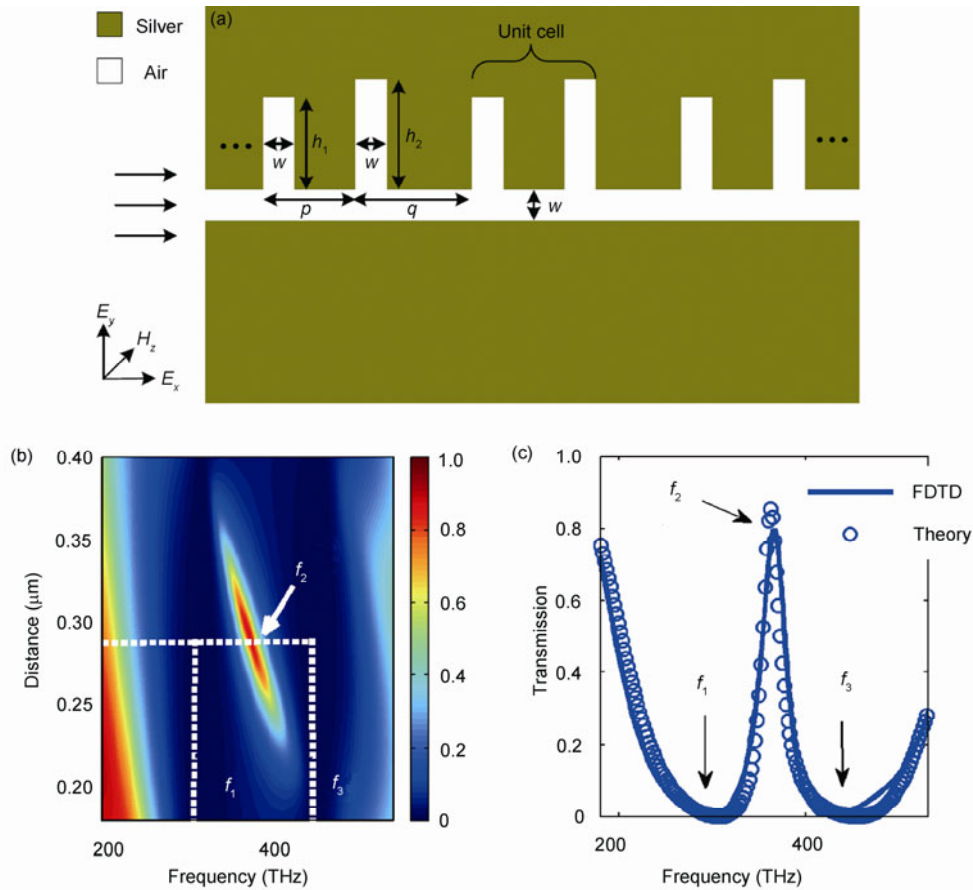 (a)
Silver
Air
Unit cell
h1
h2
w
w
p
q
w
Ey
Hz
Ex
(b)
0.40
0.35
0.30
0.25
0.20
Distance (μm)
f2
f1
f3
200
400
Frequency (THz)
1.0
0.8
0.6
0.4
0.2
0
(c)
1.0
0.8
0.6
0.4
0.2
0
Transmission
f2
FDTD
Theory
f1
f3
200
400
Frequency (THz)